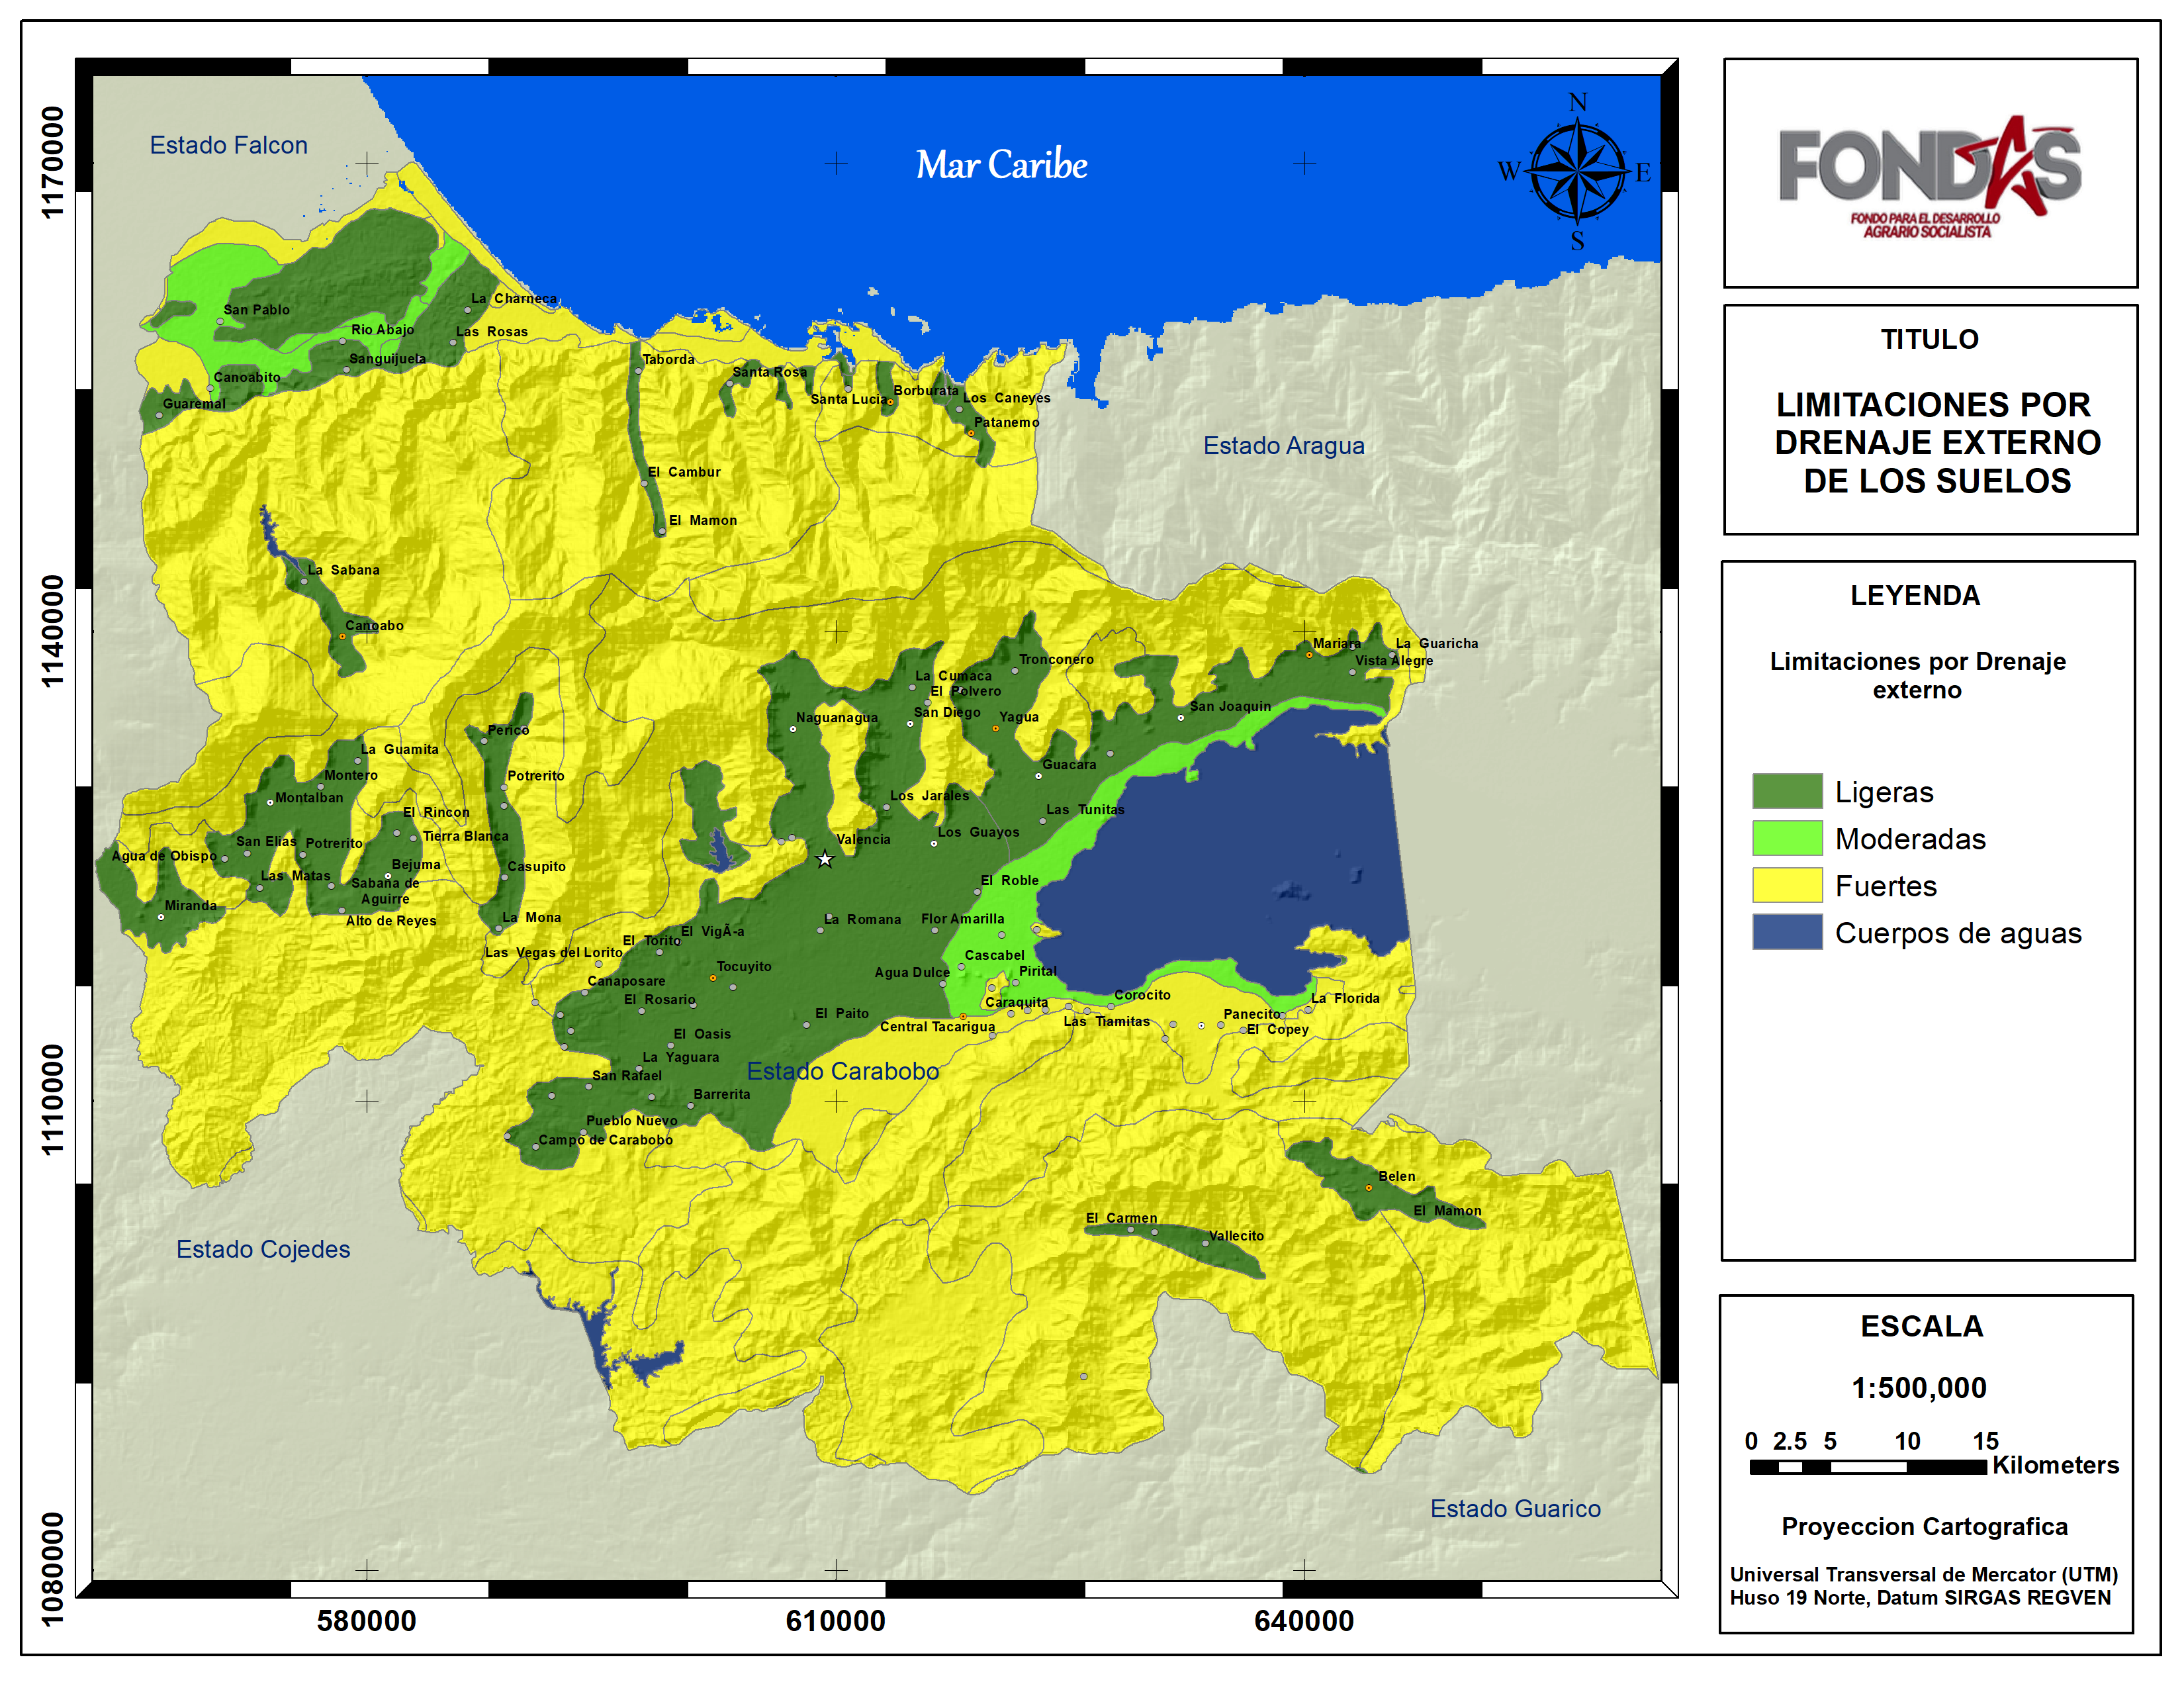 1170000
1140000
1110000
1080000
580000
610000
640000
Estado Falcon
Mar Caribe
N
W
E
S
Estado Aragua
La Charneca
San Pablo
Rio Abajo
Las Rosas
Sanguijuela
Canoabito
Guaremal
Taborda
Santa Rosa
Santa Lucia
Borburata
Los Caneyes
Patanemo
El Cambur
El Mamon
La Sabana
Canoabo
Mariara
La Guaricha
Vista Alegre
Tronconero
La Cumaca
El Polvero
San Diego
Yagua
Naguanagua
San Joaquin
Perico
La Guamita
Montero
Potrerito
Montalban
Guacara
Los Jarales
Las Tunitas
El Rincon
Tierra Blanca
San Elias
Potrerito
Agua de Obispo
Valencia
Los Guayos
Bejuma
Casupito
Las Matas
Sabana de
Aguirre
El Roble
Miranda
Alto de Reyes
La Mona
La Romana
Flor Amarilla
El VigÃ-a
El Torito
Las Vegas del Lorito
Cascabel
Tocuyito
Agua Dulce
Pirital
Canaposare
El Rosario
Caraquita
Corocito
La Florida
El Paito
Central Tacarigua
Las Tiamitas
Panecito
El Copey
El Oasis
La Yaguara
San Rafael
Estado Carabobo
Barrerita
Pueblo Nuevo
Campo de Carabobo
Belen
El Mamon
El Carmen
Vallecito
Estado Cojedes
Estado Guarico
FONDAS
FONDO PARA EL DESARROLLO
AGRARIO SOCIALISTA
TITULO
LIMITACIONES POR
DRENAJE EXTERNO
DE LOS SUELOS
LEYENDA
Limitaciones por Drenaje
externo
Ligeras
Moderadas
Fuertes
Cuerpos de aguas
ESCALA
1:500,000
0 2.5 5 10 15
Kilometers
Proyeccion Cartografica
Universal Transversal de Mercator (UTM)
Huso 19 Norte, Datum SIRGAS REGVEN